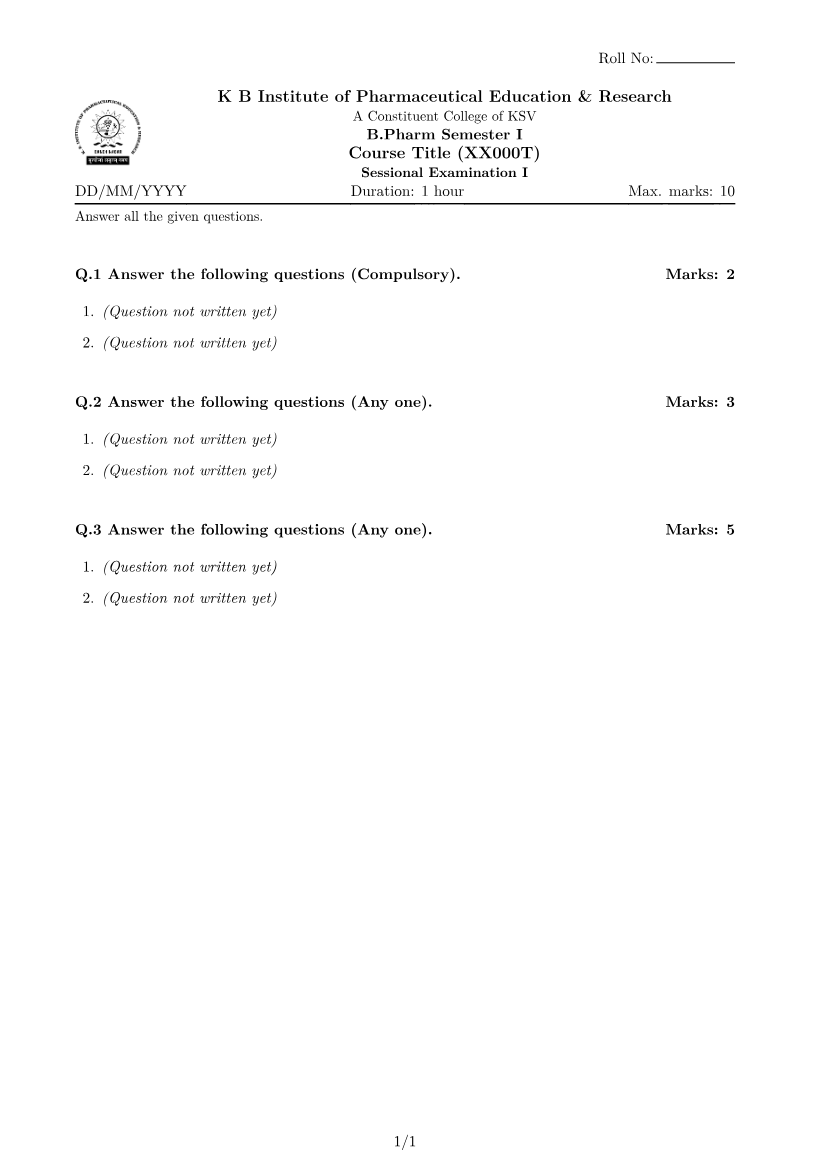 Roll No:
K B Institute of Pharmaceutical Education & Research
A Constituent College of KSV
B.Pharm Semester I
Course Title (XX000T)
Sessional Examination I
DD/MM/YYYY Duration: 1 hour Max. marks: 10
Answer all the given questions.
Q.1 Answer the following questions (Compulsory). Marks: 2
1. (Question not written yet)
2. (Question not written yet)
Q.2 Answer the following questions (Any one). Marks: 3
1. (Question not written yet)
2. (Question not written yet)
Q.3 Answer the following questions (Any one). Marks: 5
1. (Question not written yet)
2. (Question not written yet)
1/1